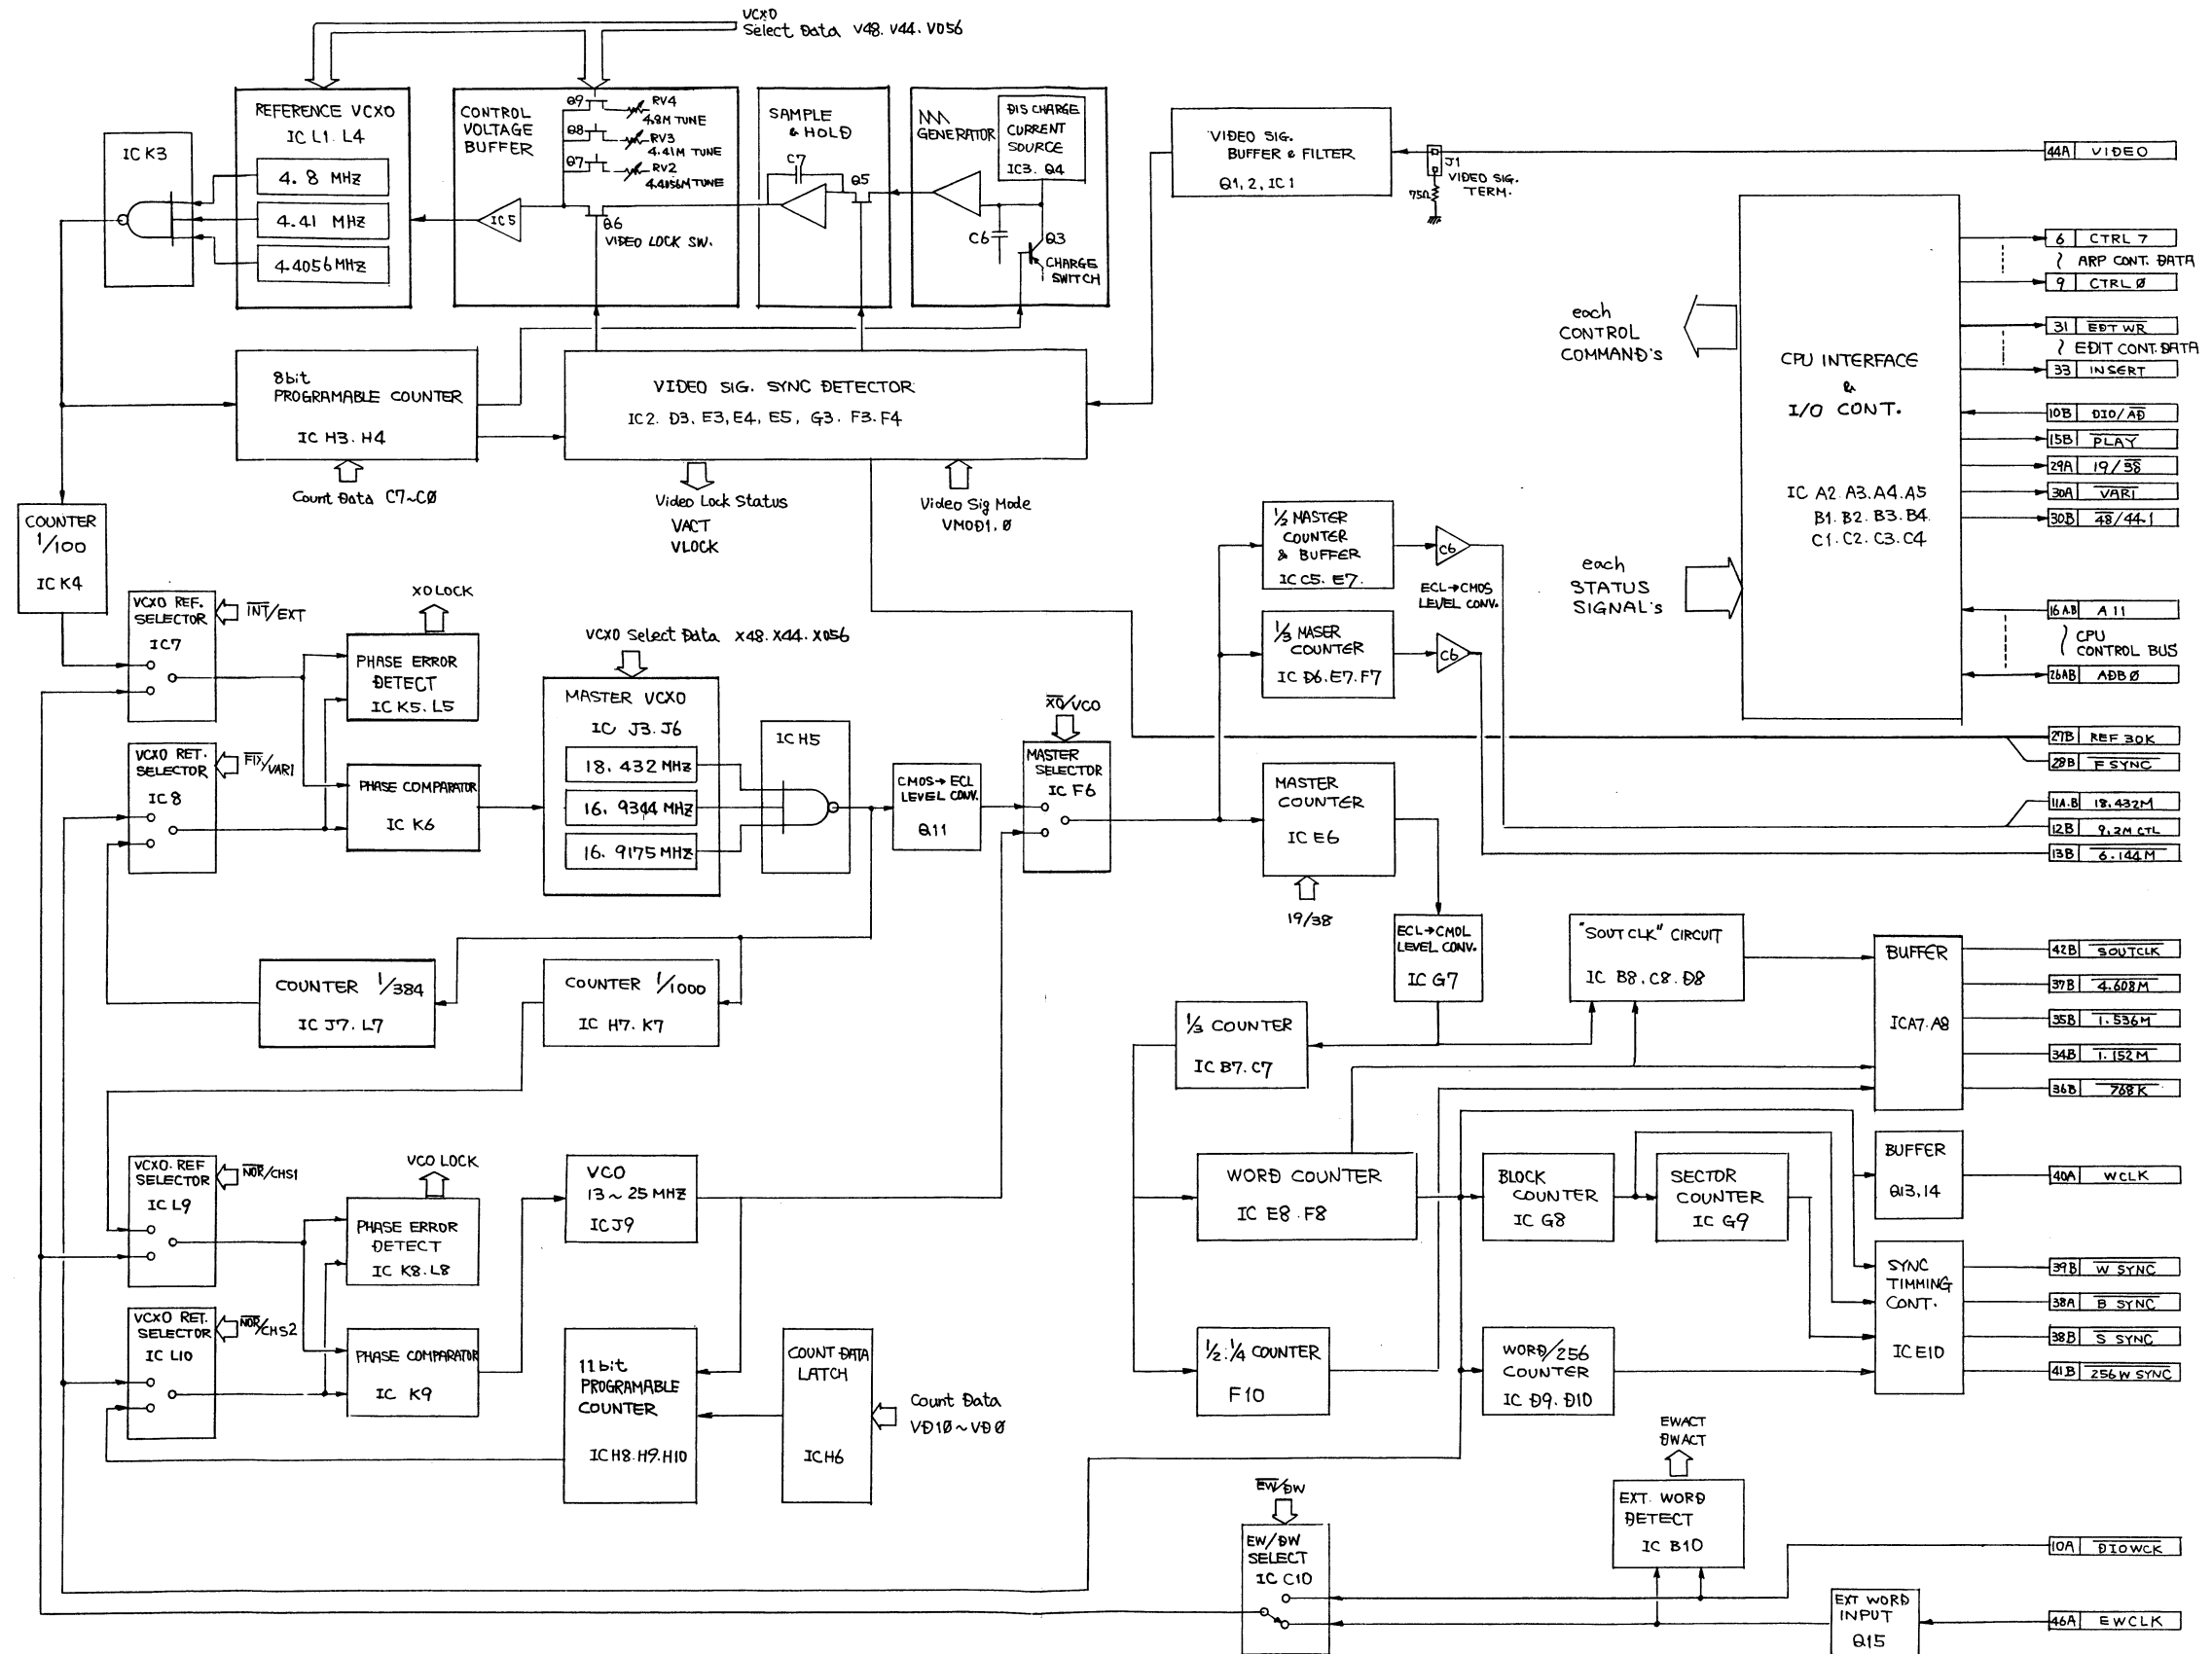 VCXO
Select Data V48. V44. V056
REFERENCE VCXO
IC L1. L4
4. 8 MHz
4. 41 MHz
4.4056 MHz
IC K3
CONTROL
VOLTAGE
BUFFER
Q9
RV4
4.8M TUNE
Q8
RV3
4.41M TUNE
Q7
RV2
4.4056M TUNE
IC5
Q6
VIDEO LOCK SW.
SAMPLE
& HOLD
C7
Q5
GENERATOR
DISCHARGE
CURRENT
SOURCE
IC3. Q4
C6
Q3
CHARGE
SWITCH
VIDEO SIG.
BUFFER & FILTER
Q1, 2, IC1
J1
VIDEO SIG.
TERM.
75Ω
44A VIDEO
8bit
PROGRAMABLE COUNTER
IC H3. H4
Count Data C7~C0
VIDEO SIG. SYNC DETECTOR
IC2. D3. E3, E4, E5, G3. F3. F4
Video Lock Status
VACT
VLOCK
Video Sig Mode
VMOD1. 0
each
CONTROL
COMMAND's
CPU INTERFACE
&
I/O CONT.
IC A2. A3. A4. A5
B1. B2. B3. B4.
C1. C2. C3. C4
each
STATUS
SIGNAL's
6 CTRL 7
ARP CONT. DATA
9 CTRL 0
31 EDT WR
EDIT CONT. DATA
33 INSERT
10B DIO/AD
15B PLAY
29A 19/38
30A VARI
30B 48/44.1
16A.B A 11
CPU
CONTROL BUS
26AB ADB 0
27B REF 30K
28B F SYNC
11A.B 18.432M
12B 9.2M CTL
13B 6.144M
COUNTER
1/100
IC K4
VCXO REF.
SELECTOR
IC7
INT/EXT
XO LOCK
PHASE ERROR
DETECT
IC K5. L5
VCXO RET.
SELECTOR
IC8
FIX/VARI
PHASE COMPARATOR
IC K6
VCXO Select Data X48. X44. X056
MASTER VCXO
IC J3. J6
18. 432 MHz
16. 9344 MHz
16. 9175 MHz
IC H5
CMOS→ECL
LEVEL CONV.
Q11
XO/VCO
MASTER
SELECTOR
IC F6
1/2 MASTER
COUNTER
& BUFFER
IC C5. E7.
C6
ECL→CMOS
LEVEL CONV.
1/3 MASER
COUNTER
IC D6. E7. F7
C6
MASTER
COUNTER
IC E6
19/38
ECL→CMOL
LEVEL CONV.
IC G7
COUNTER 1/384
IC J7. L7
COUNTER 1/1000
IC H7. K7
1/3 COUNTER
IC B7. C7
"SOUTCLK" CIRCUIT
IC B8. C8. D8
BUFFER
IC A7. A8
42B SOUTCLK
37B 4.608M
35B 1.536M
34B 1.152M
36B 768K
VCXO. REF
SELECTOR
IC L9
NOR/CHS1
VCO LOCK
PHASE ERROR
DETECT
IC K8. L8
VCXO RET.
SELECTOR
IC L10
NOR/CHS2
PHASE COMPARATOR
IC K9
VCO
13 ~ 25 MHz
IC J9
11bit
PROGRAMABLE
COUNTER
IC H8. H9. H10
COUNT DATA
LATCH
IC H6
Count Data
VD10~VD0
WORD COUNTER
IC E8. F8
1/2. 1/4 COUNTER
F10
BLOCK
COUNTER
IC G8
SECTOR
COUNTER
IC G9
WORD/256
COUNTER
IC D9. D10
BUFFER
Q13, 14
SYNC
TIMMING
CONT.
IC E10
40A WCLK
39B W SYNC
38A B SYNC
38B S SYNC
41B 256W SYNC
EW/DW
EW/DW
SELECT
IC C10
EWACT
DWACT
EXT. WORD
DETECT
IC B10
EXT WORD
INPUT
Q15
10A DIOWCK
46A EWCLK